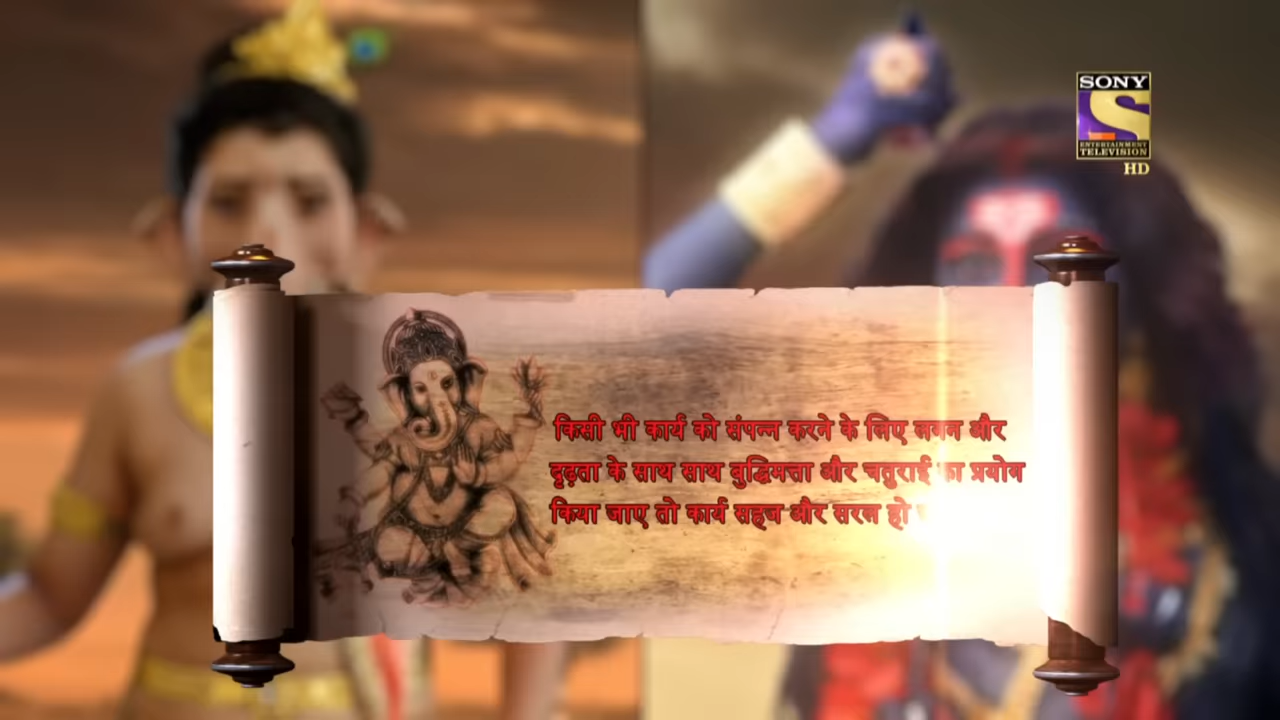 SONY
ENTERTAINMENT
TELEVISION
HD
किसी भी कार्य को संपन्न करने के लिए लगन और
दृढ़ता के साथ साथ बुद्धिमत्ता और चतुराई का प्रयोग
किया जाए तो कार्य सहज और सरल हो